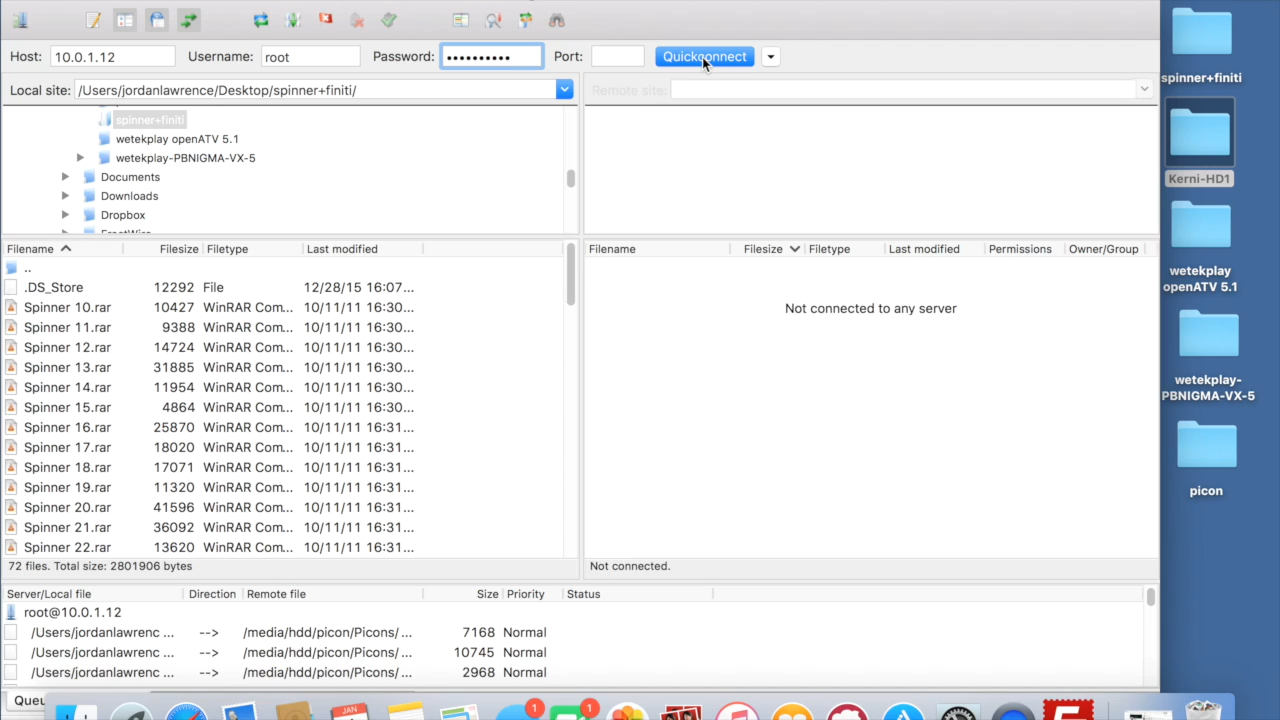 Host: 10.0.1.12 Username: root Password: •••••••••• Port: Quickconnect
Local site: /Users/jordanlawrence/Desktop/spinner+finiti/ Remote site:
spinner+finiti
wetekplay openATV 5.1
wetekplay-PBNIGMA-VX-5
Documents
Downloads
Dropbox
Filename Filesize Filetype Last modified
..
.DS_Store 12292 File 12/28/15 16:07...
Spinner 10.rar 10427 WinRAR Com... 10/11/11 16:30...
Spinner 11.rar 9388 WinRAR Com... 10/11/11 16:30...
Spinner 12.rar 14724 WinRAR Com... 10/11/11 16:30...
Spinner 13.rar 31885 WinRAR Com... 10/11/11 16:30...
Spinner 14.rar 11954 WinRAR Com... 10/11/11 16:30...
Spinner 15.rar 4864 WinRAR Com... 10/11/11 16:30...
Spinner 16.rar 25870 WinRAR Com... 10/11/11 16:31...
Spinner 17.rar 18020 WinRAR Com... 10/11/11 16:31...
Spinner 18.rar 17071 WinRAR Com... 10/11/11 16:31...
Spinner 19.rar 11320 WinRAR Com... 10/11/11 16:31...
Spinner 20.rar 41596 WinRAR Com... 10/11/11 16:31...
Spinner 21.rar 36092 WinRAR Com... 10/11/11 16:31...
Spinner 22.rar 13620 WinRAR Com... 10/11/11 16:31...
72 files. Total size: 2801906 bytes
Filename Filesize Filetype Last modified Permissions Owner/Group
Not connected to any server
Not connected.
Server/Local file Direction Remote file Size Priority Status
root@10.0.1.12
/Users/jordanlawrenc ... --> /media/hdd/picon/Picons/ ... 7168 Normal
/Users/jordanlawrenc ... --> /media/hdd/picon/Picons/ ... 10745 Normal
/Users/jordanlawrenc ... --> /media/hdd/picon/Picons/ ... 2968 Normal
spinner+finiti
Kerni-HD1
wetekplay
openATV 5.1
wetekplay-
PBNIGMA-VX-5
picon
JAN
1
1